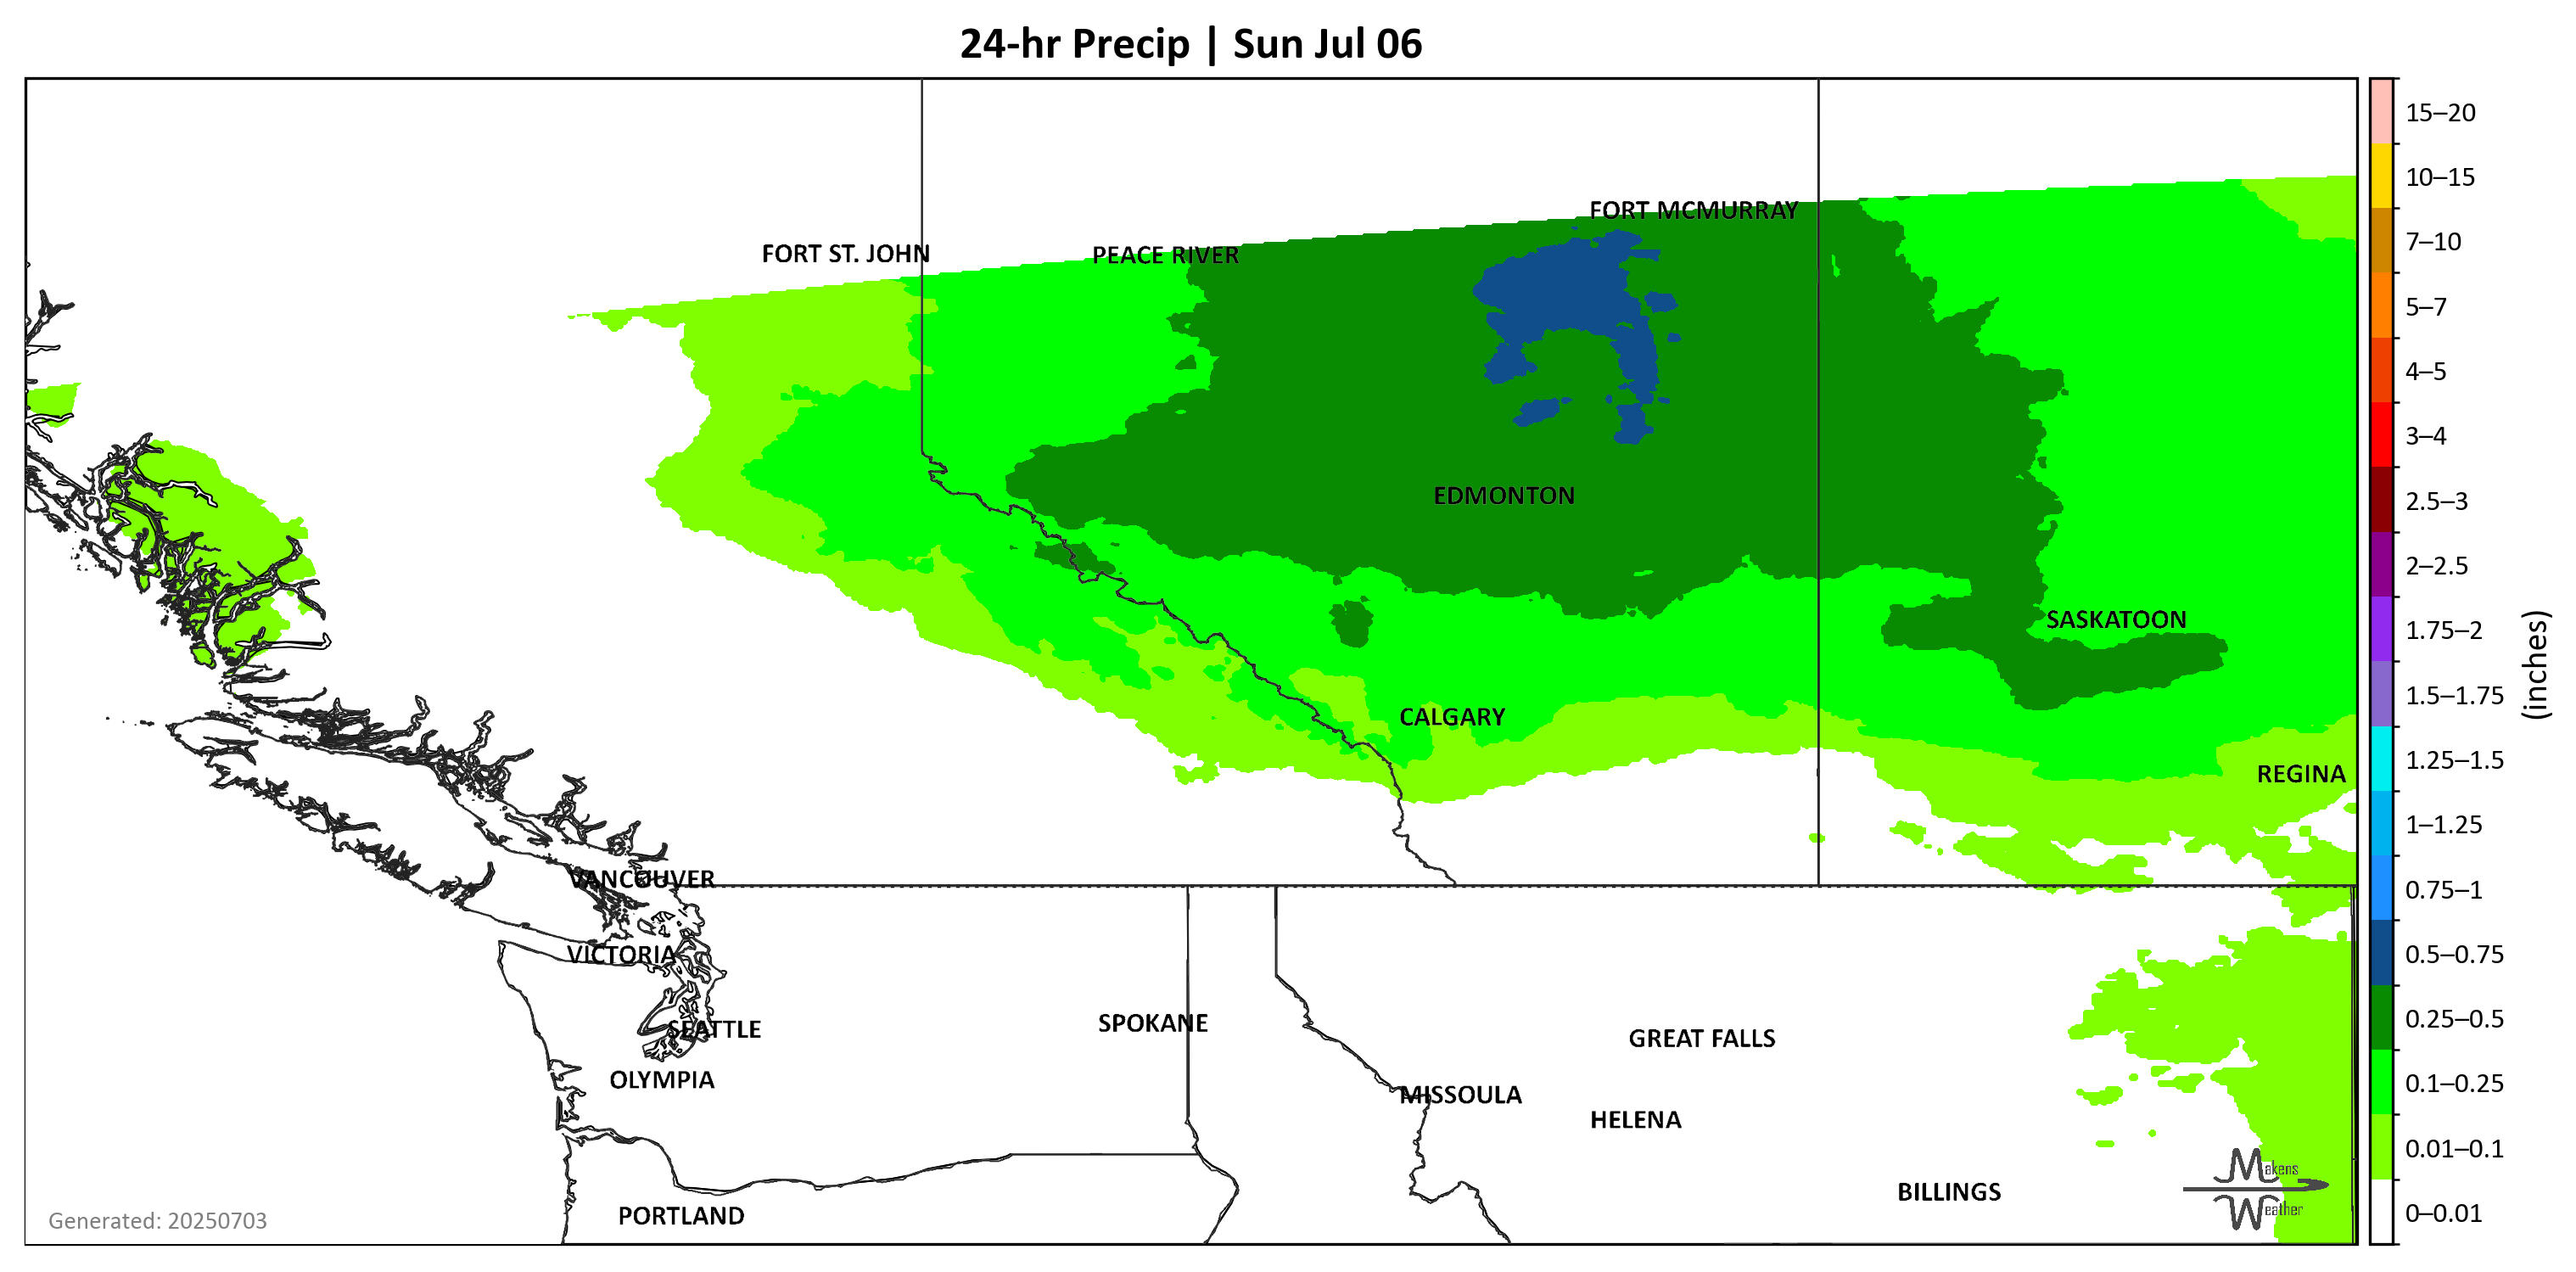 24-hr Precip | Sun Jul 06
FORT MCMURRAY
FORT ST. JOHN
PEACE RIVER
EDMONTON
SASKATOON
CALGARY
REGINA
VANCOUVER
VICTORIA
SPOKANE
SEATTLE
GREAT FALLS
OLYMPIA
MISSOULA
HELENA
BILLINGS
PORTLAND
Makens
Weather
Generated: 20250703
15–20
10–15
7–10
5–7
4–5
3–4
2.5–3
2–2.5
1.75–2
1.5–1.75
1.25–1.5
1–1.25
0.75–1
0.5–0.75
0.25–0.5
0.1–0.25
0.01–0.1
0–0.01
(inches)